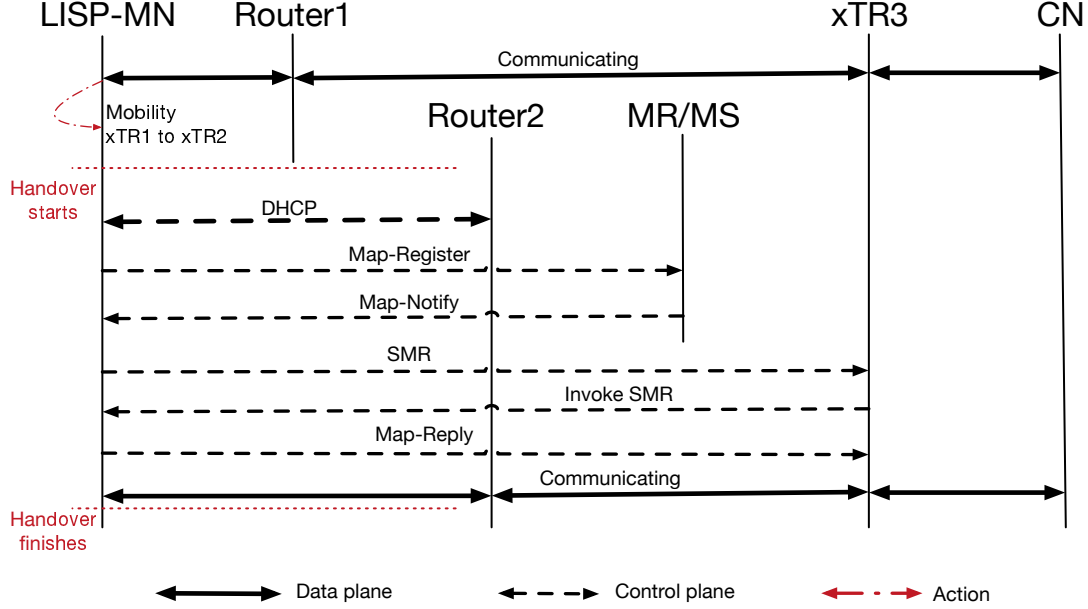 LISP-MN Router1 xTR3 CN
Communicating
Mobility
xTR1 to xTR2
Router2 MR/MS
Handover
starts
DHCP
Map-Register
Map-Notify
SMR
Invoke SMR
Map-Reply
Communicating
Handover
finishes
Data plane Control plane Action